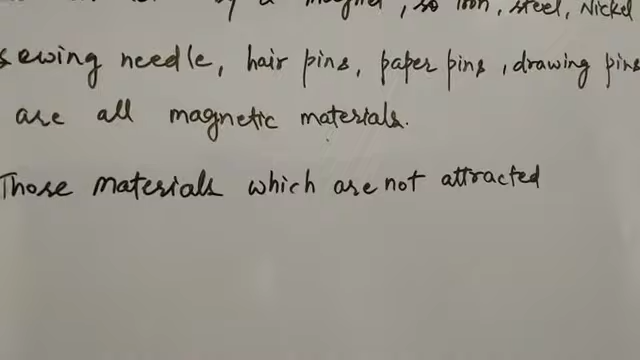 by a magnet, so iron, steel, Nickel
sewing needle, hair pins, paper pins, drawing pins
are all magnetic materials.
Those materials which are not attracted